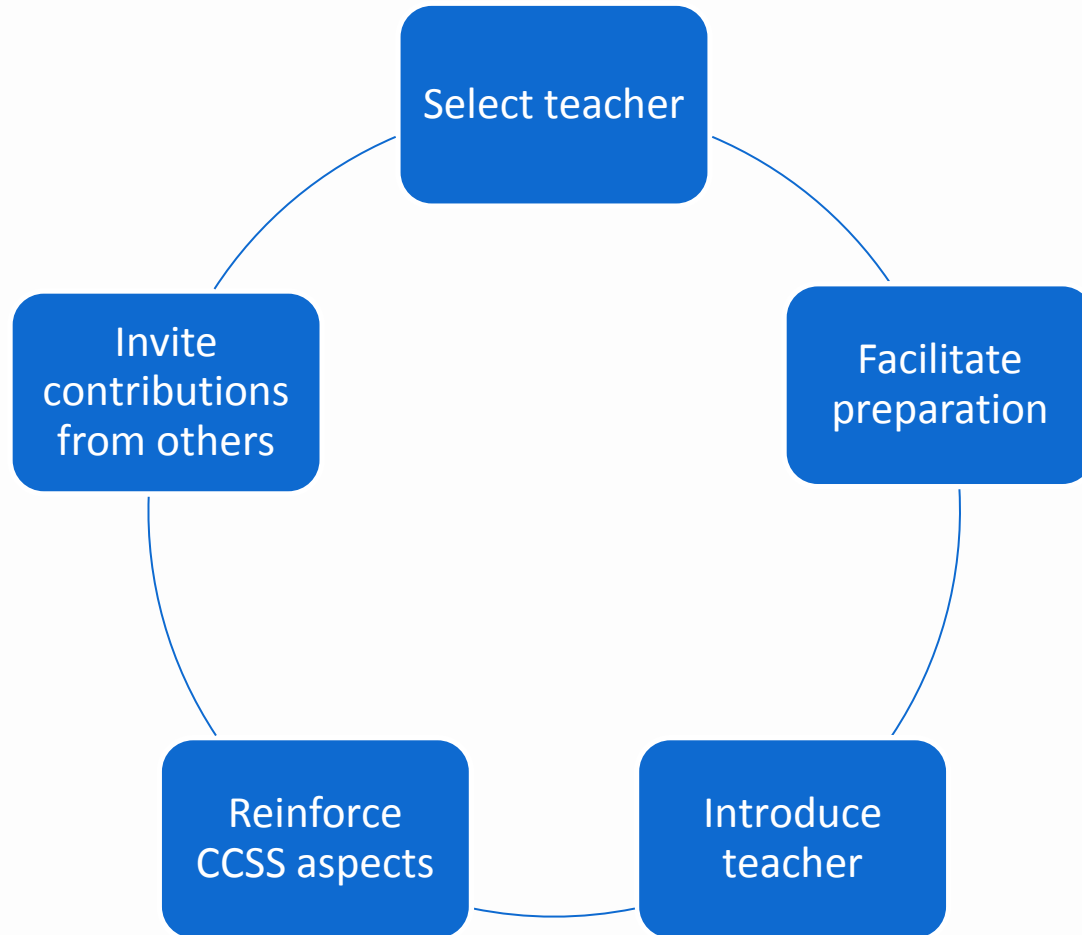 Select teacher
Facilitate
preparation
Introduce
teacher
Reinforce
CCSS aspects
Invite
contributions
from others